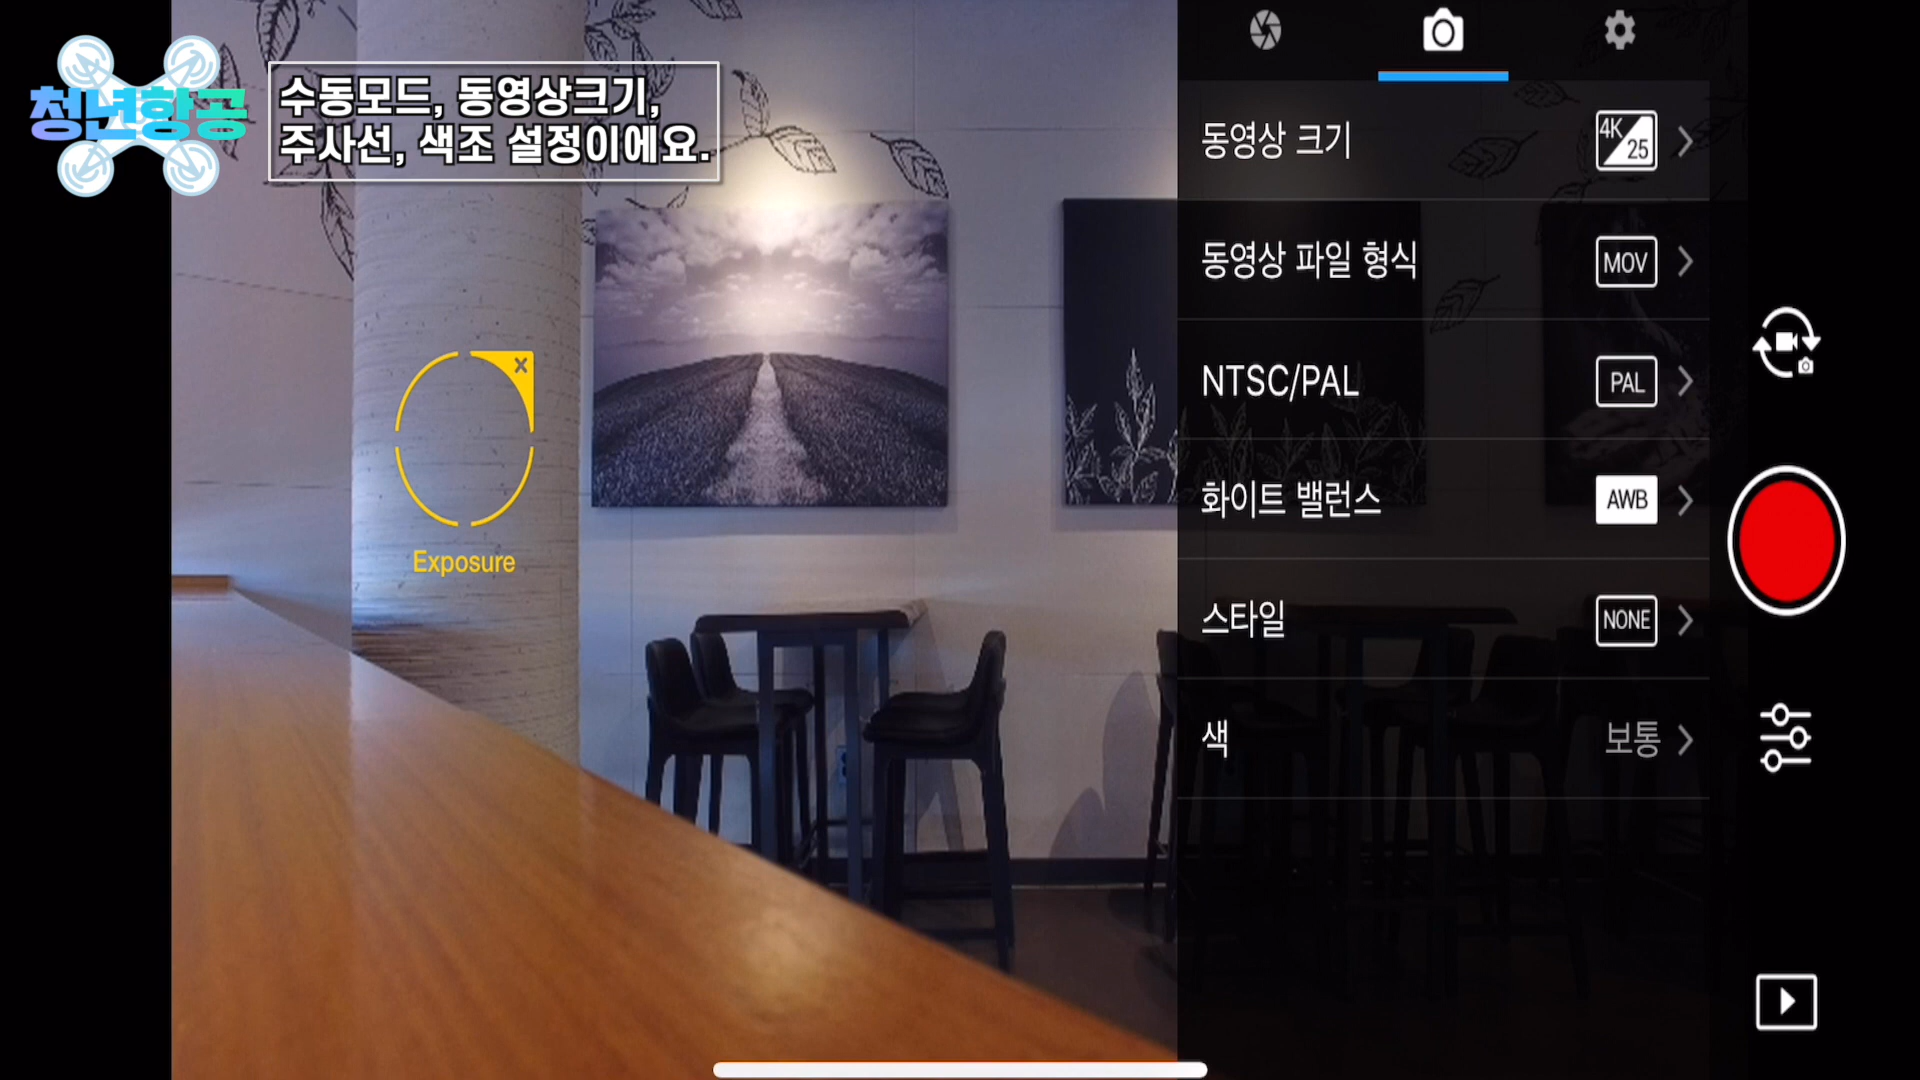 청년항공
수동모드, 동영상크기,
주사선, 색조 설정이에요.
동영상 크기
4K
25
동영상 파일 형식
MOV
NTSC/PAL
PAL
화이트 밸런스
AWB
스타일
NONE
색
보통
Exposure